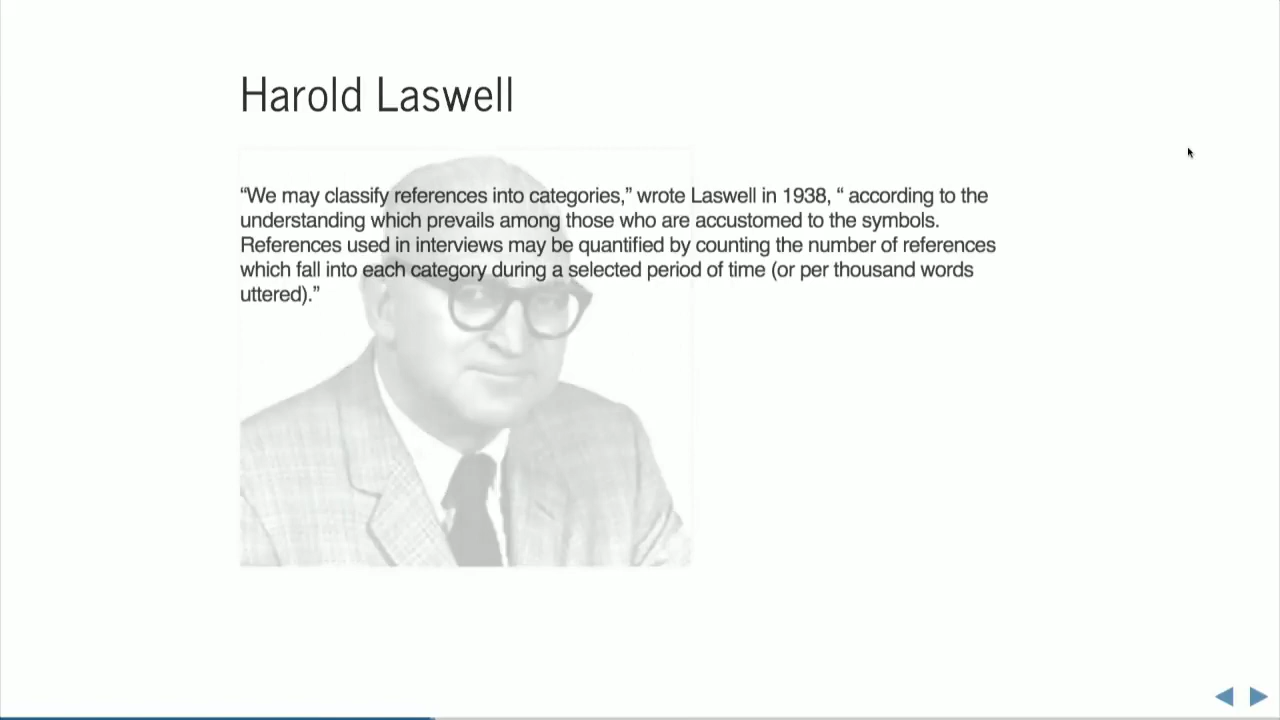 Harold Laswell
“We may classify references into categories,” wrote Laswell in 1938, “ according to the
understanding which prevails among those who are accustomed to the symbols.
References used in interviews may be quantified by counting the number of references
which fall into each category during a selected period of time (or per thousand words
uttered).”